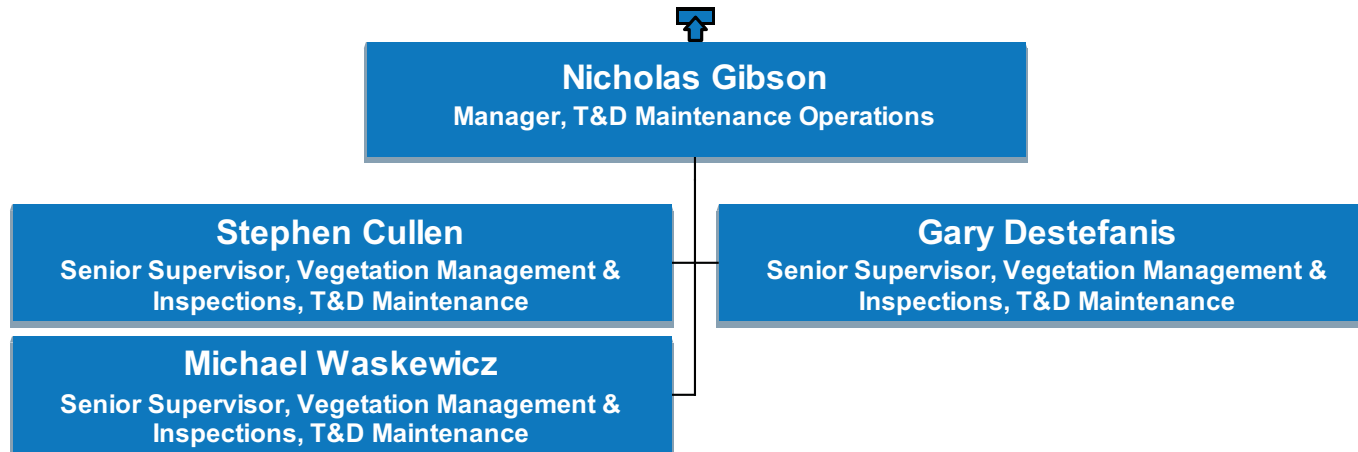 Nicholas Gibson
Manager, T&D Maintenance Operations
Stephen Cullen
Senior Supervisor, Vegetation Management &
Inspections, T&D Maintenance
Gary Destefanis
Senior Supervisor, Vegetation Management &
Inspections, T&D Maintenance
Michael Waskewicz
Senior Supervisor, Vegetation Management &
Inspections, T&D Maintenance